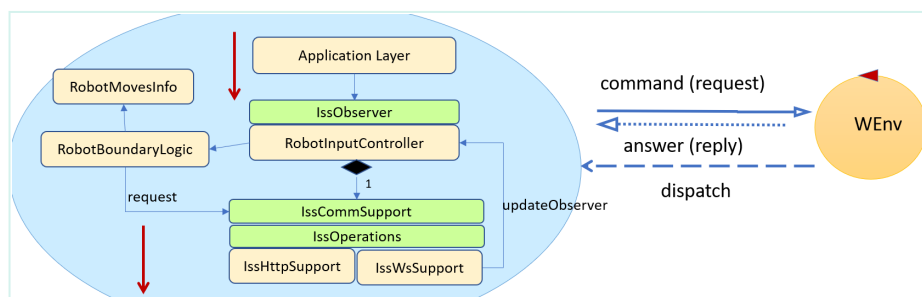 Application Layer
RobotMovesInfo
IssObserver
RobotBoundaryLogic
RobotInputController
1
request
updateObserver
IssCommSupport
IssOperations
IssHttpSupport
IssWsSupport
command (request)
answer (reply)
dispatch
WEnv